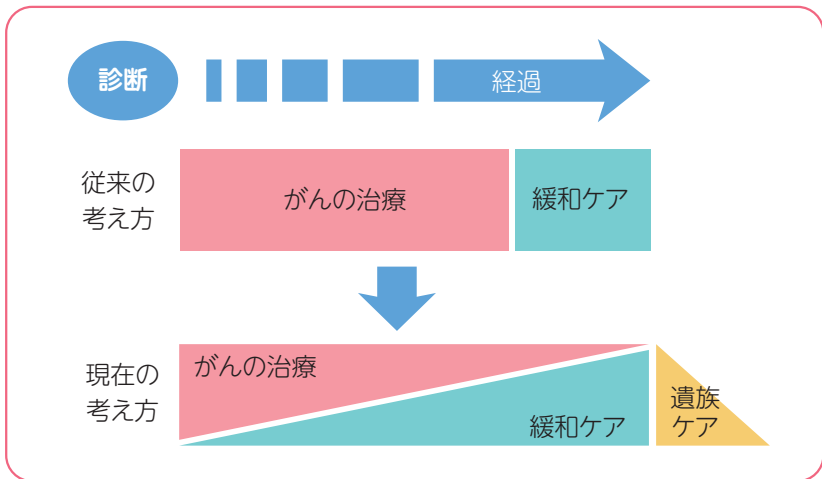 診断
経過
従来の
考え方
がんの治療
緩和ケア
現在の
考え方
がんの治療
緩和ケア
遺族
ケア